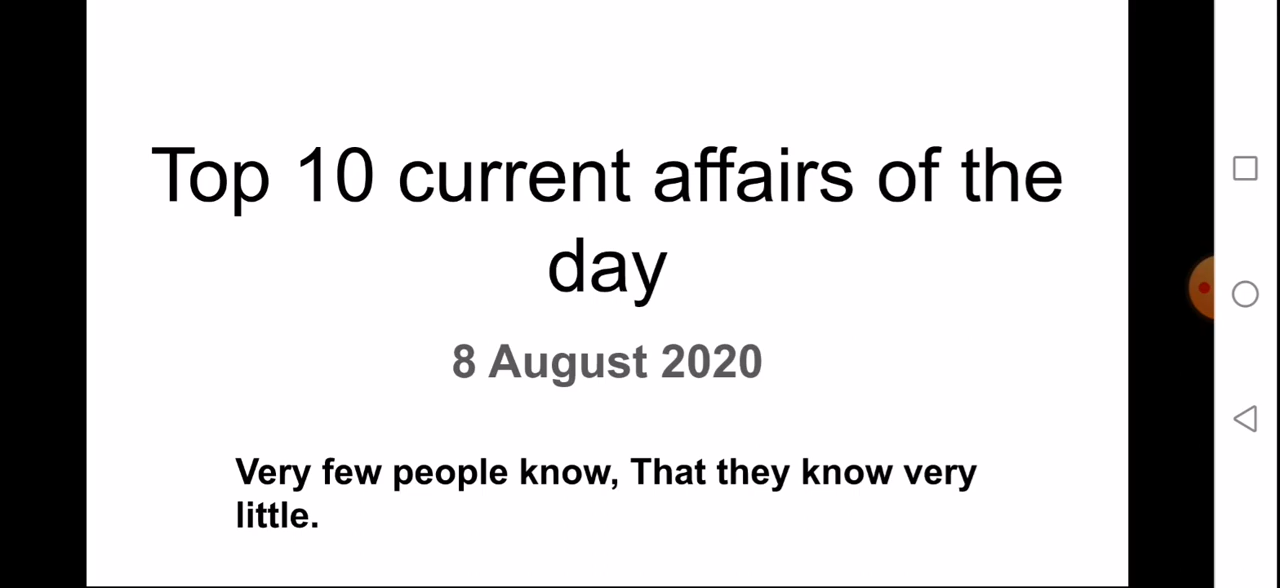 Top 10 current affairs of the
day
8 August 2020
Very few people know, That they know very
little.